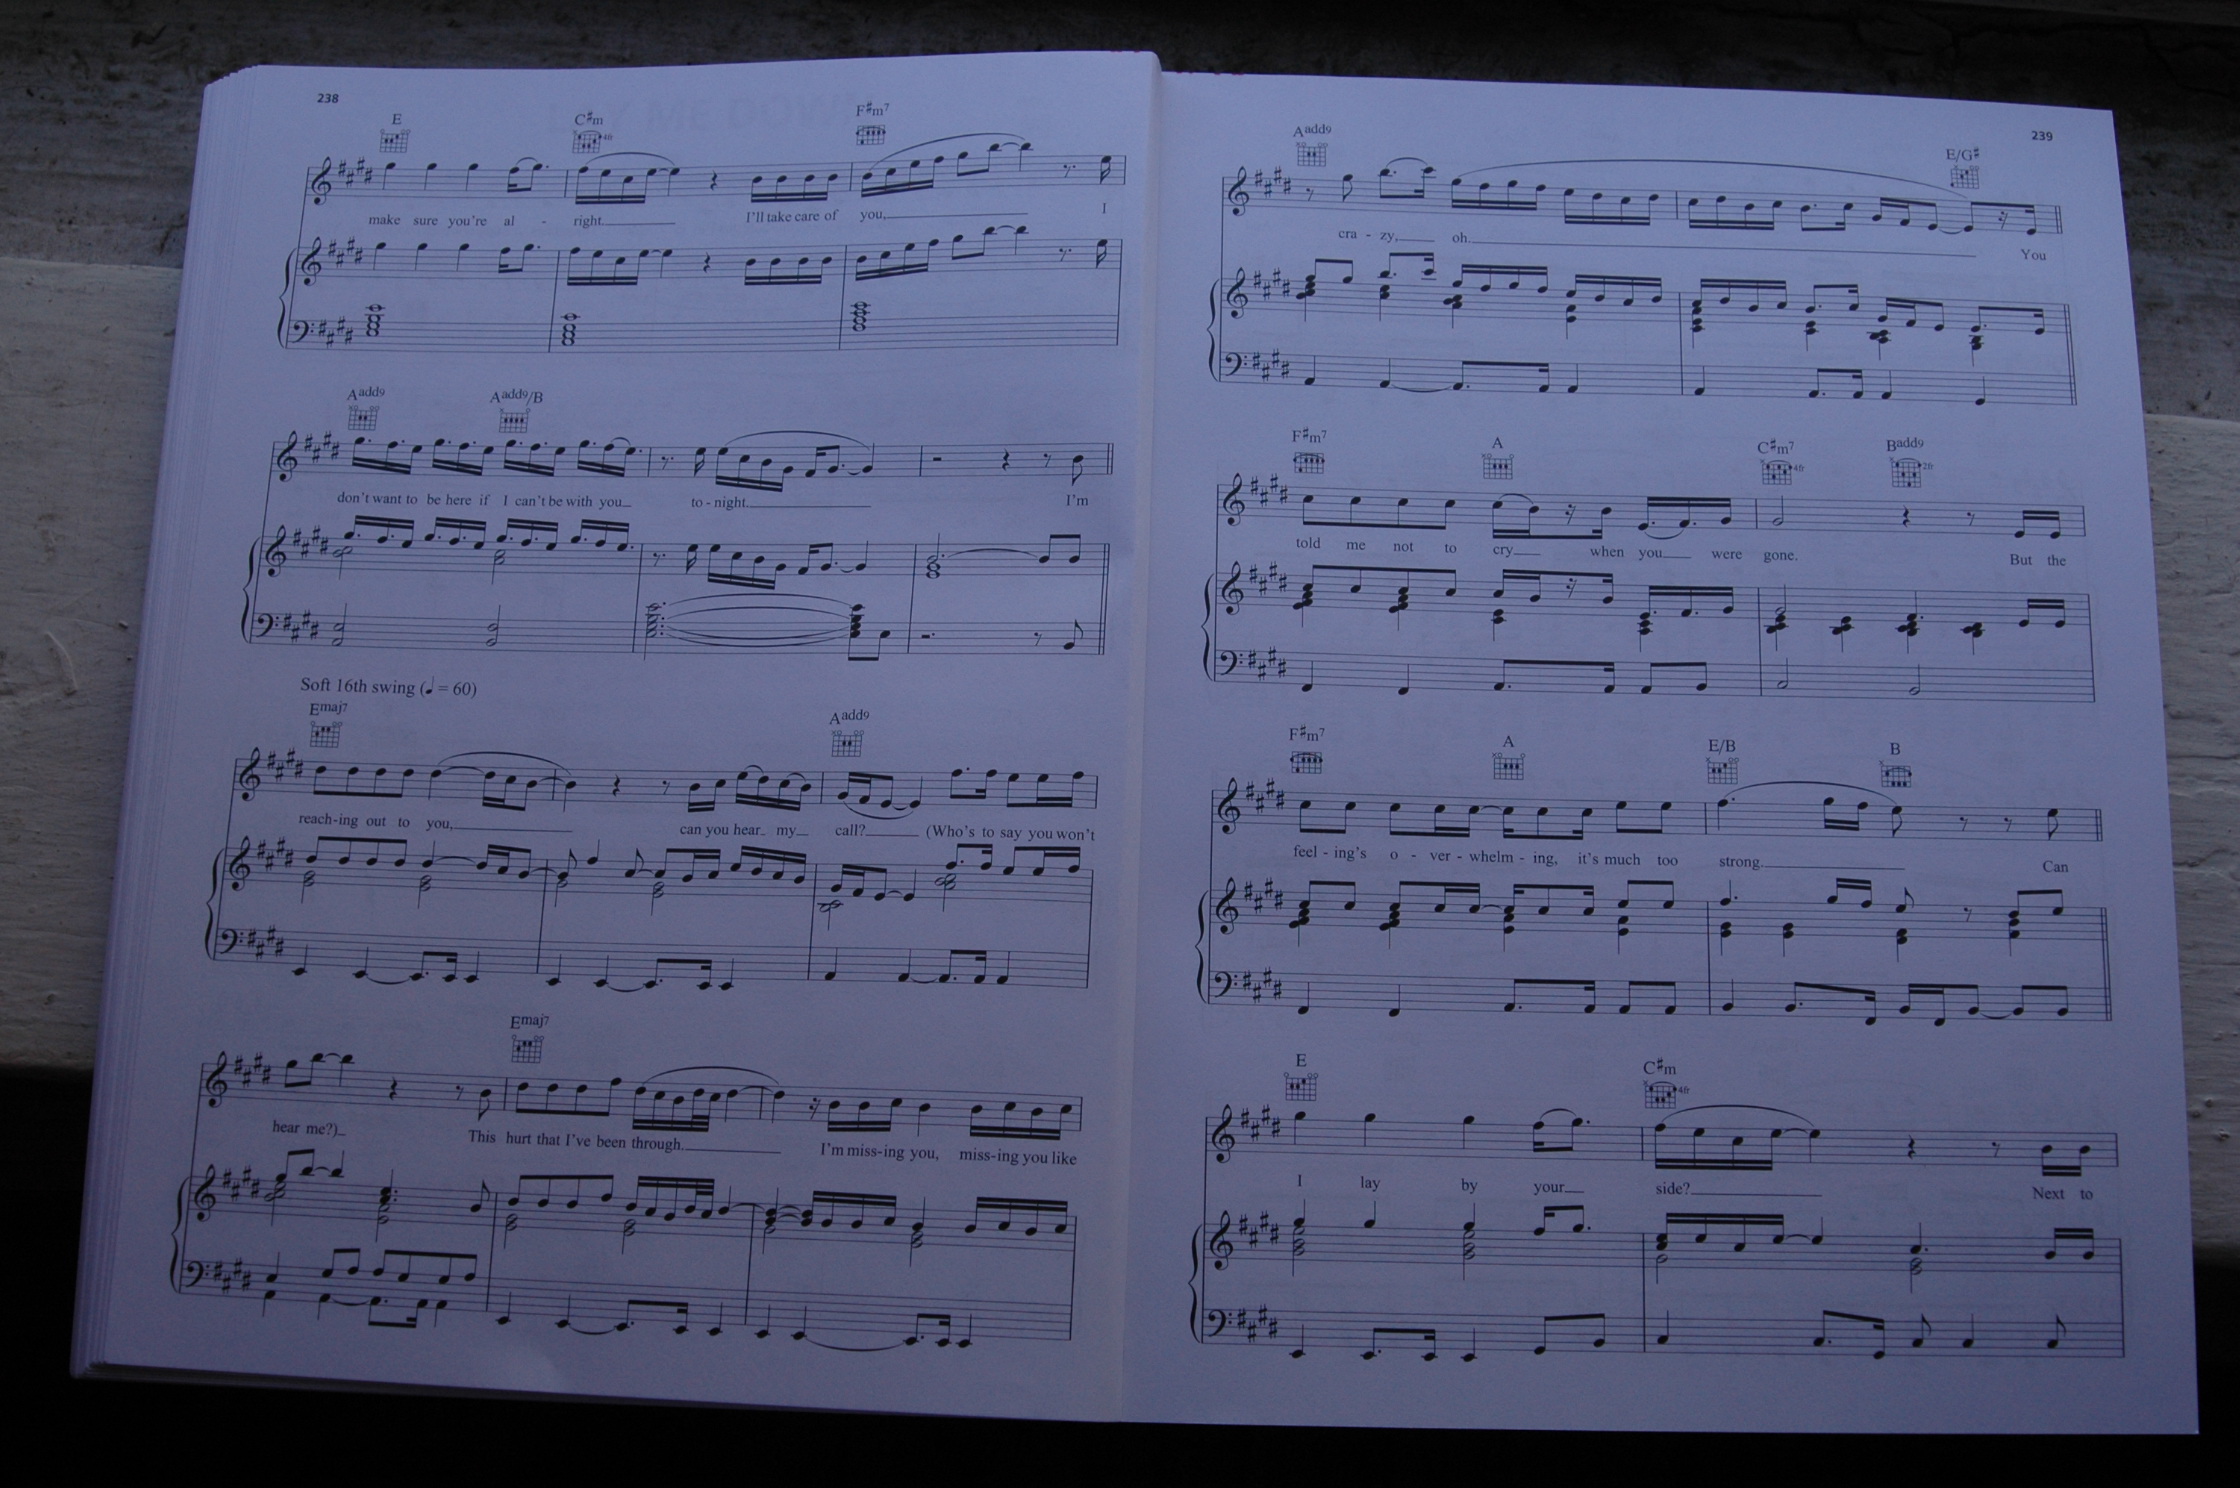 238
E C♯m F♯m7
4fr
make sure you're al - right. I'll take care of you, I
Aadd9 Aadd9/B
don't want to be here if I can't be with you to - night. I'm
Soft 16th swing (♩ = 60)
Emaj7 Aadd9
reach-ing out to you, can you hear my call? (Who's to say you won't
Emaj7
hear me?) This hurt that I've been through. I'm miss-ing you, miss-ing you like
239
Aadd9 E/G♯
cra - zy, oh. You
F♯m7 A C♯m7 Badd9
4fr 2fr
told me not to cry when you were gone. But the
F♯m7 A E/B B
feel - ing's o - ver - whelm - ing, it's much too strong. Can
E C♯m
4fr
I lay by your side? Next to